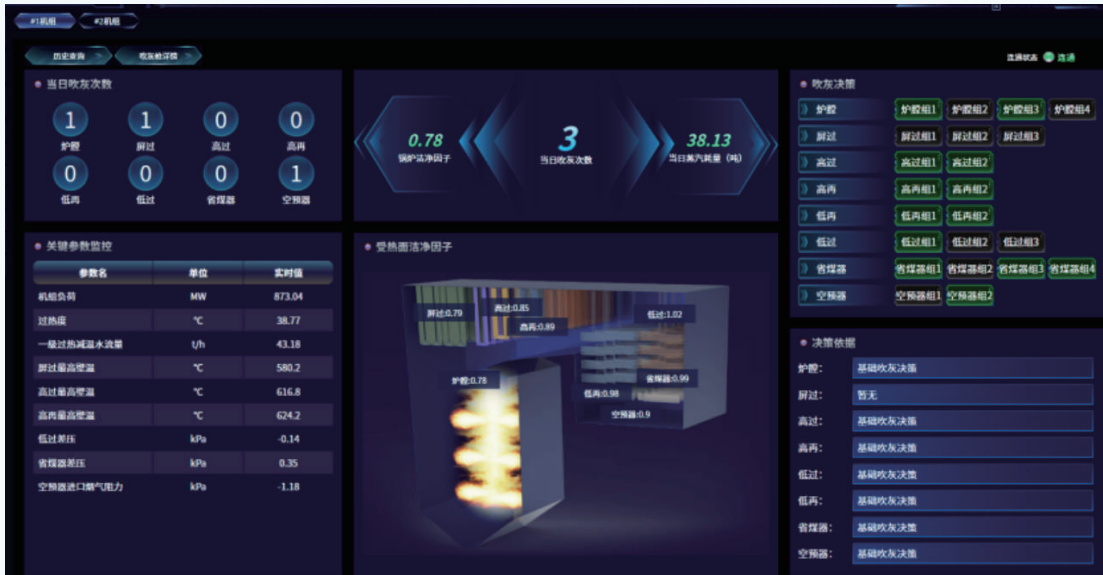 #1机组 #2机组
历史查询 吹灰枪详情
连通状态 连通
当日吹灰次数
1 1 0 0
炉膛 屏过 高过 高再
0 0 0 1
低再 低过 省煤器 空预器
0.78 3 38.13
锅炉洁净因子 当日吹灰次数 当日蒸汽耗量（吨）
吹灰决策
炉膛 炉膛组1 炉膛组2 炉膛组3 炉膛组4
屏过 屏过组1 屏过组2 屏过组3
高过 高过组1 高过组2
高再 高再组1 高再组2
低再 低再组1 低再组2
低过 低过组1 低过组2 低过组3
省煤器 省煤器组1 省煤器组2 省煤器组3 省煤器组4
空预器 空预器组1 空预器组2
关键参数监控
参数名 单位 实时值
机组负荷 MW 873.04
过热度 ℃ 38.77
一级过热减温水流量 t/h 43.18
屏过最高壁温 ℃ 580.2
高过最高壁温 ℃ 616.8
高再最高壁温 ℃ 624.2
低过差压 kPa -0.14
省煤器差压 kPa 0.35
空预器进口烟气阻力 kPa -1.18
受热面洁净因子
屏过:0.79
高过:0.85
高再:0.89
低过:1.02
炉膛:0.78
省煤器:0.99
低再:0.98
空预器:0.9
决策依据
炉膛： 基础吹灰决策
屏过： 暂无
高过： 基础吹灰决策
高再： 基础吹灰决策
低过： 基础吹灰决策
低再： 基础吹灰决策
省煤器： 基础吹灰决策
空预器： 基础吹灰决策